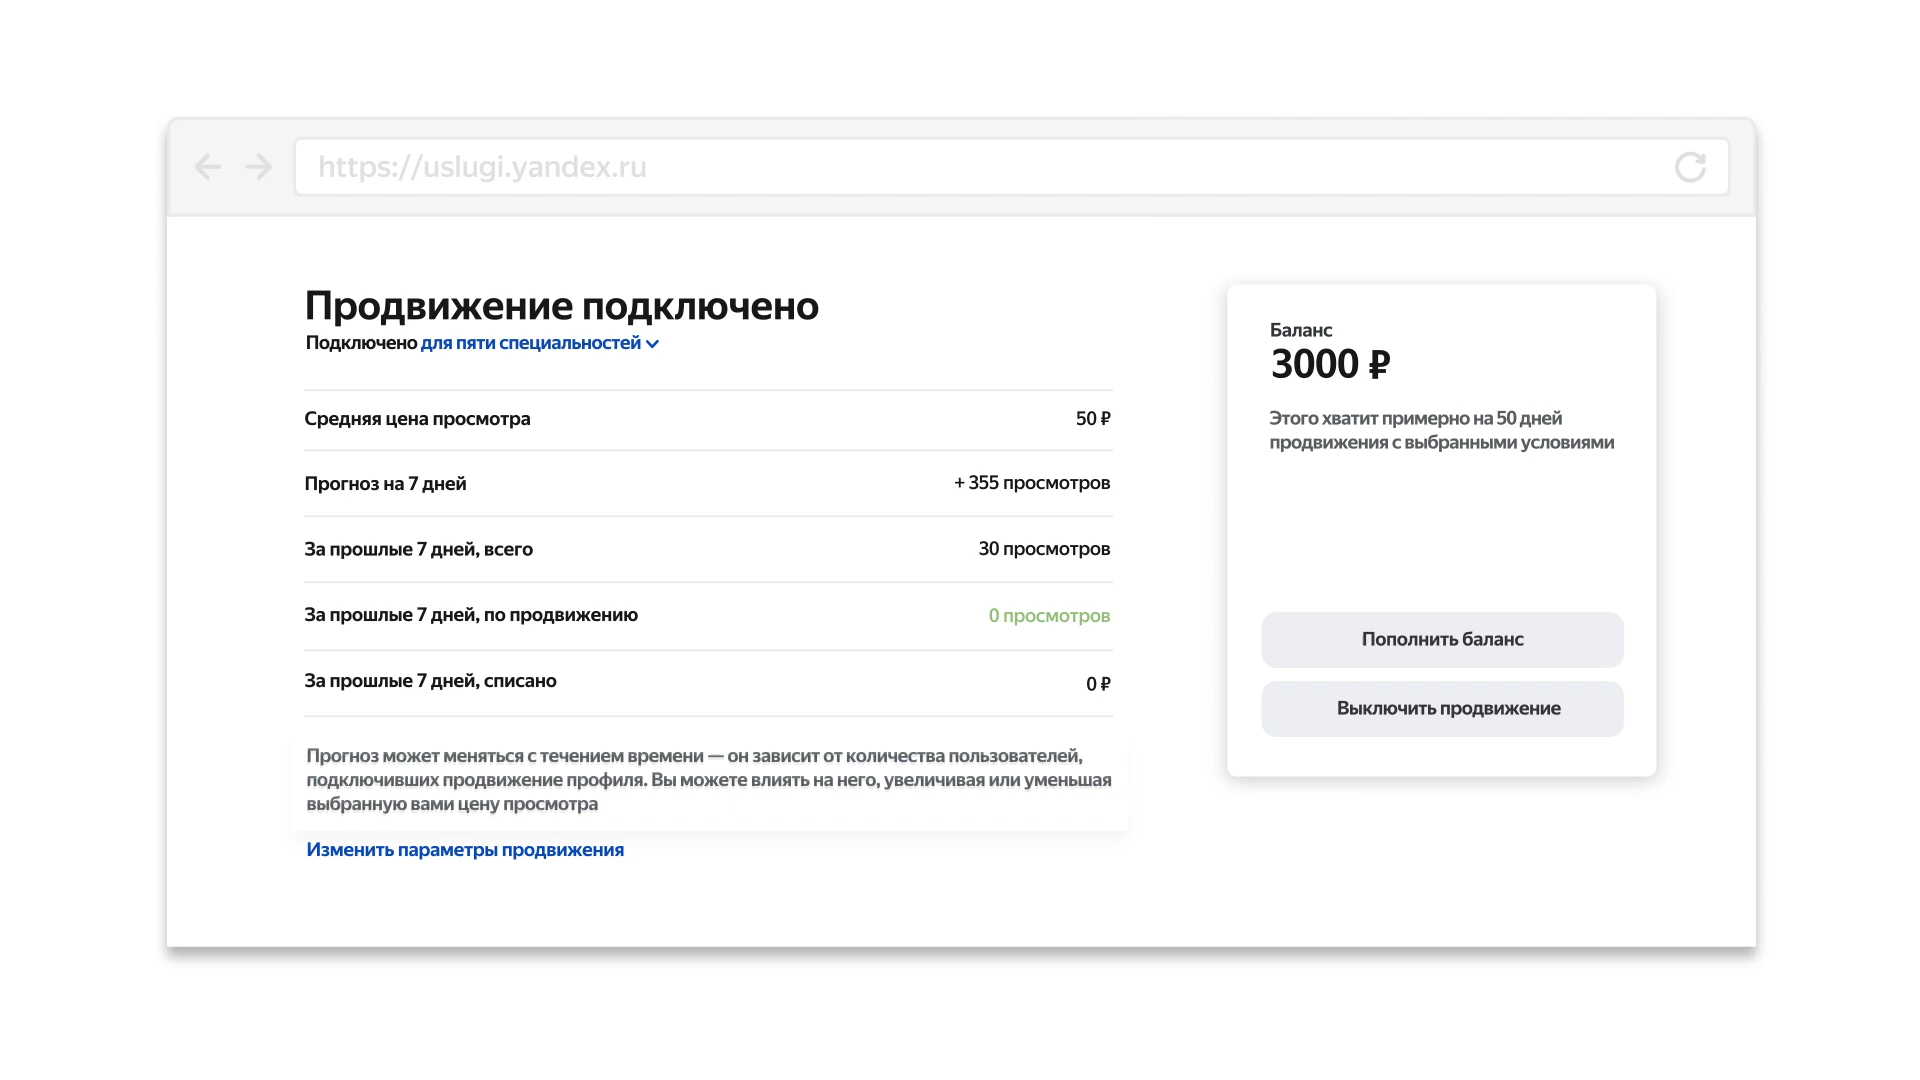 https://uslugi.yandex.ru
Продвижение подключено
Подключено для пяти специальностей
Средняя цена просмотра 50 ₽
Прогноз на 7 дней + 355 просмотров
За прошлые 7 дней, всего 30 просмотров
За прошлые 7 дней, по продвижению 0 просмотров
За прошлые 7 дней, списано 0 ₽
Прогноз может меняться с течением времени — он зависит от количества пользователей,
подключивших продвижение профиля. Вы можете влиять на него, увеличивая или уменьшая
выбранную вами цену просмотра
Изменить параметры продвижения
Баланс
3000 ₽
Этого хватит примерно на 50 дней
продвижения с выбранными условиями
Пополнить баланс
Выключить продвижение